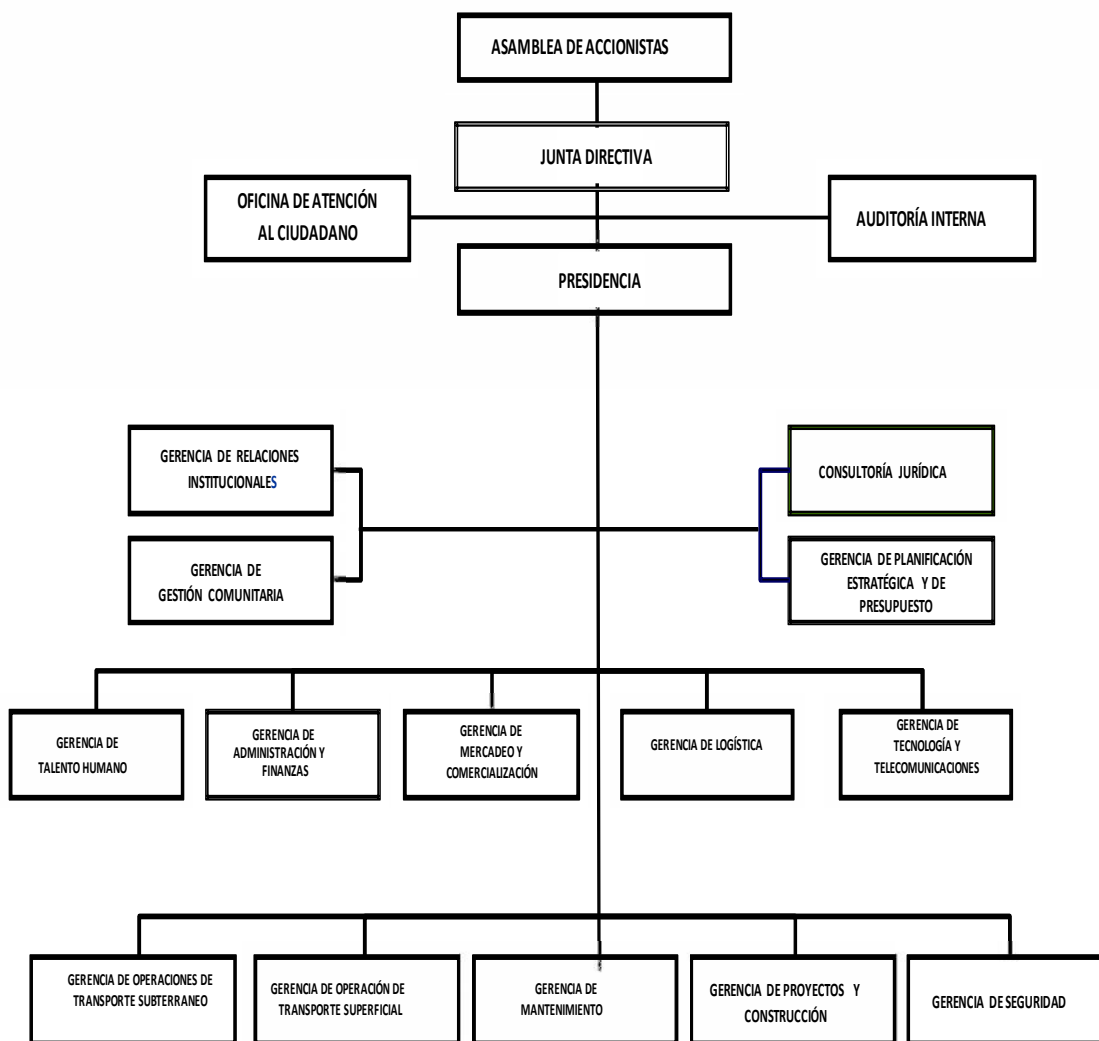 ASAMBLEA DE ACCIONISTAS
JUNTA DIRECTIVA
OFICINA DE ATENCIÓN
AL CIUDADANO
AUDITORÍA INTERNA
PRESIDENCIA
GERENCIA DE RELACIONES
INSTITUCIONALES
CONSULTORÍA JURÍDICA
GERENCIA DE
GESTIÓN COMUNITARIA
GERENCIA DE PLANIFICACIÓN
ESTRATÉGICA Y DE
PRESUPUESTO
GERENCIA DE
TALENTO HUMANO
GERENCIA DE
ADMINISTRACIÓN Y
FINANZAS
GERENCIA DE
MERCADEO Y
COMERCIALIZACIÓN
GERENCIA DE LOGÍSTICA
GERENCIA DE
TECNOLOGÍA Y
TELECOMUNICACIONES
GERENCIA DE OPERACIONES DE
TRANSPORTE SUBTERRANEO
GERENCIA DE OPERACIÓN DE
TRANSPORTE SUPERFICIAL
GERENCIA DE
MANTENIMIENTO
GERENCIA DE PROYECTOS Y
CONSTRUCCIÓN
GERENCIA DE SEGURIDAD